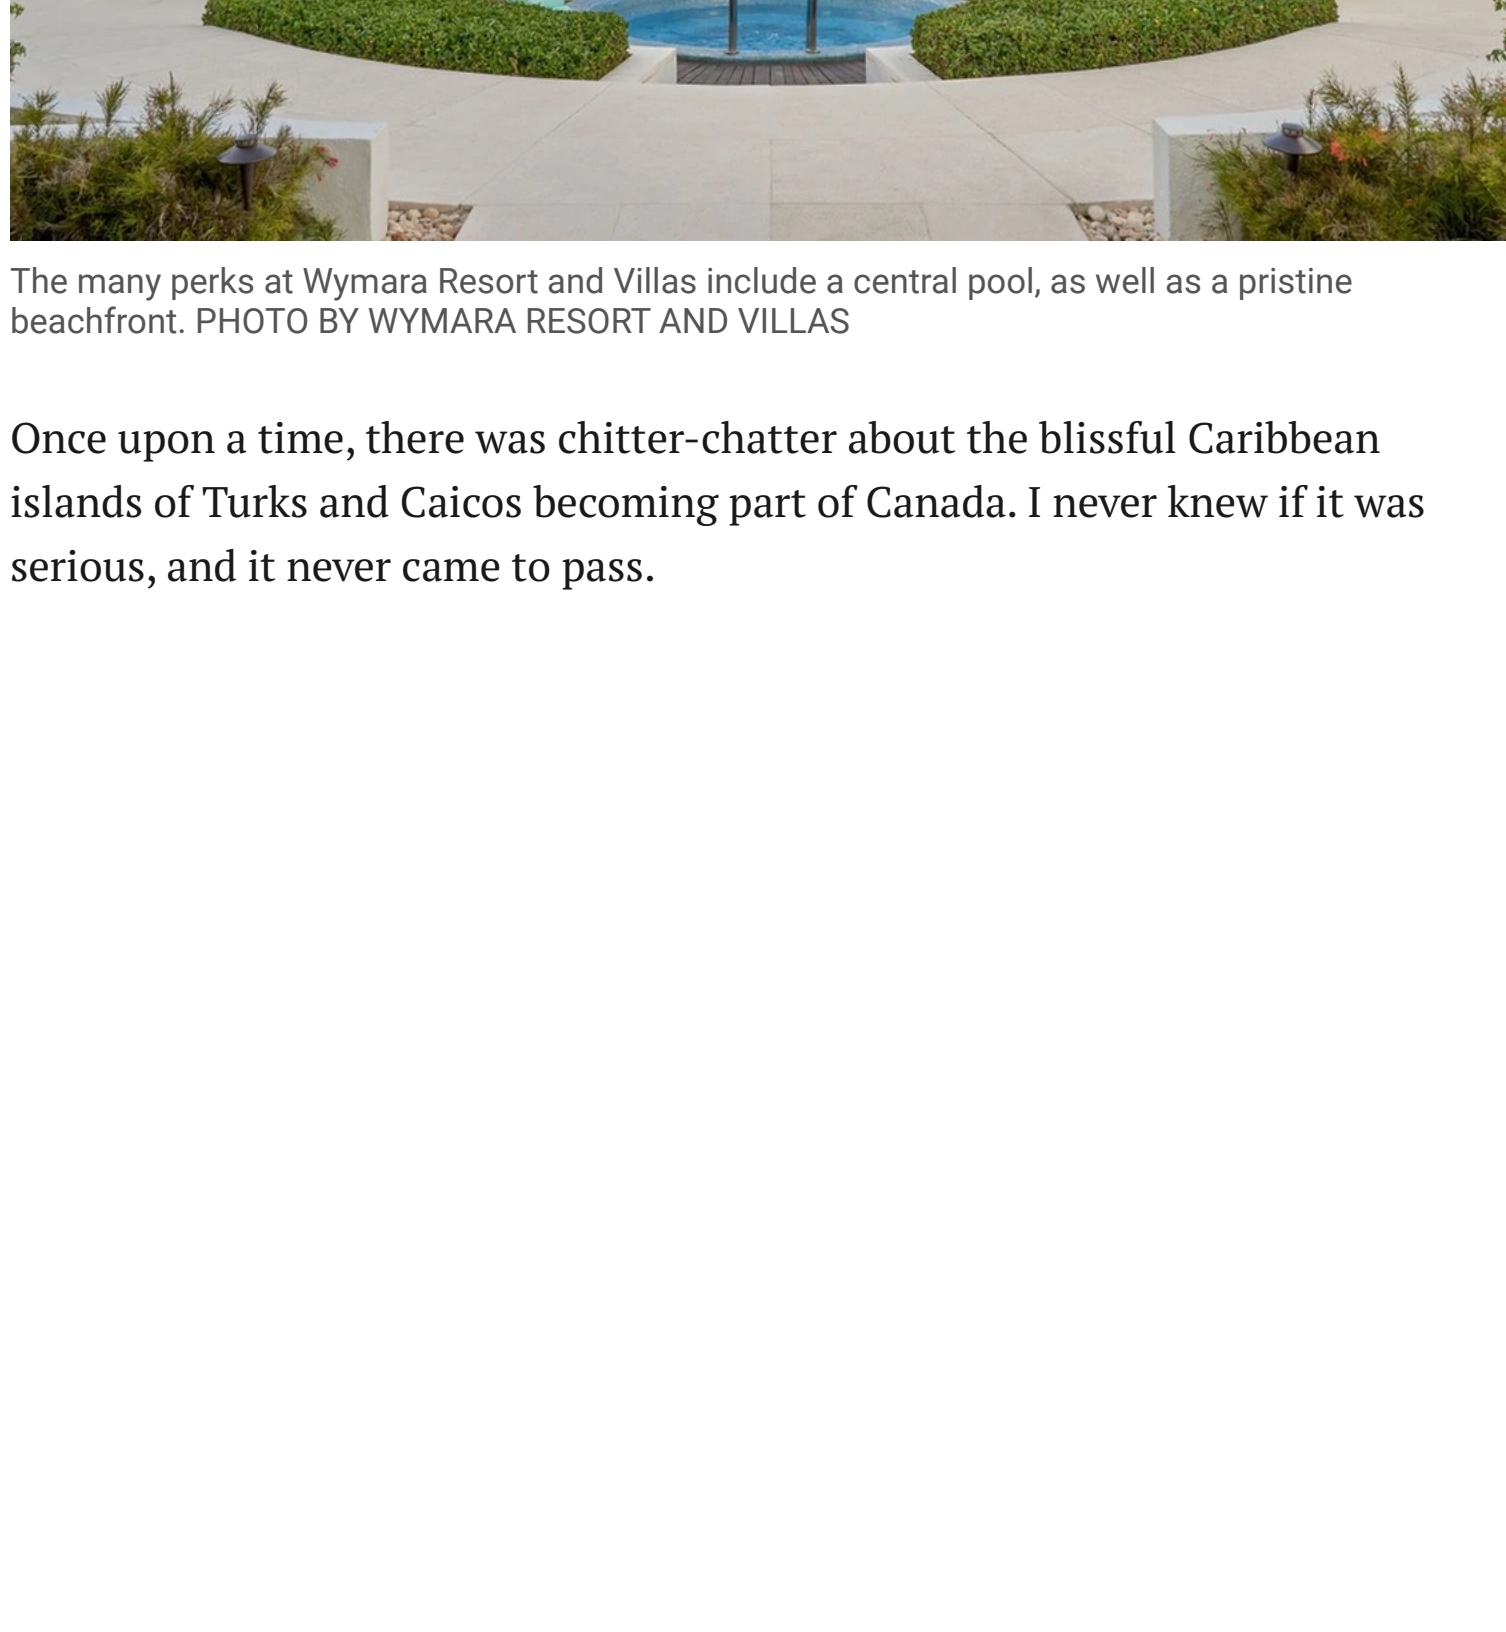 The many perks at Wymara Resort and Villas include a central pool, as well as a pristine
beachfront. PHOTO BY WYMARA RESORT AND VILLAS
Once upon a time, there was chitter-chatter about the blissful Caribbean
islands of Turks and Caicos becoming part of Canada. I never knew if it was
serious, and it never came to pass.